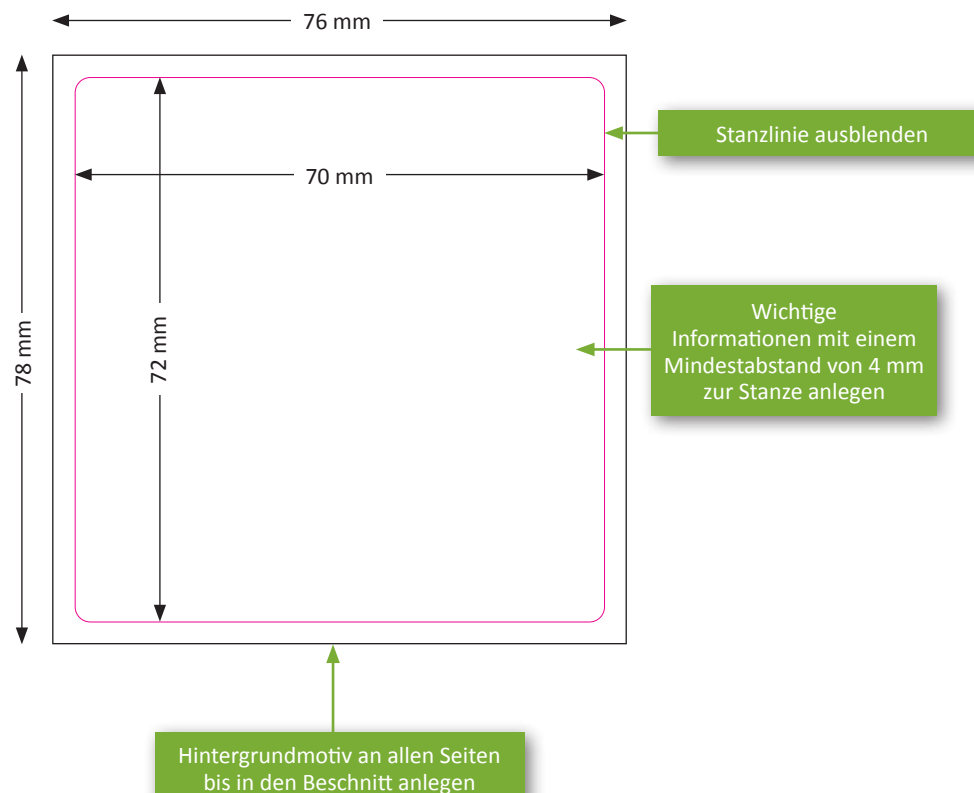 76 mm
Stanzlinie ausblenden
70 mm
78 mm
72 mm
Wichtige
Informationen mit einem
Mindestabstand von 4 mm
zur Stanze anlegen
Hintergrundmotiv an allen Seiten
bis in den Beschnitt anlegen